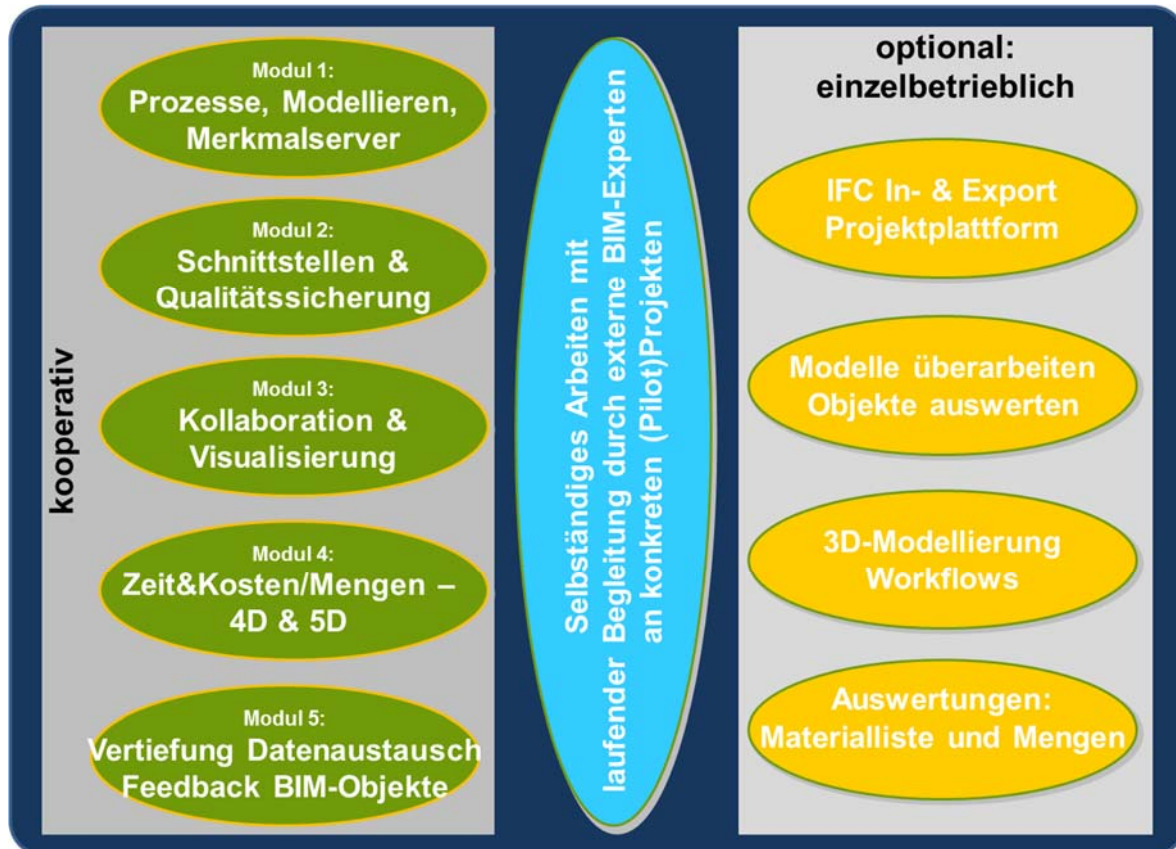 kooperativ
Modul 1:
Prozesse, Modellieren,
Merkmalserver
Modul 2:
Schnittstellen &
Qualitätssicherung
Modul 3:
Kollaboration &
Visualisierung
Modul 4:
Zeit&Kosten/Mengen –
4D & 5D
Modul 5:
Vertiefung Datenaustausch
Feedback BIM-Objekte
Selbständiges Arbeiten mit
laufender Begleitung durch externe BIM-Experten
an konkreten (Pilot)Projekten
optional:
einzelbetrieblich
IFC In- & Export
Projektplattform
Modelle überarbeiten
Objekte auswerten
3D-Modellierung
Workflows
Auswertungen:
Materialliste und Mengen